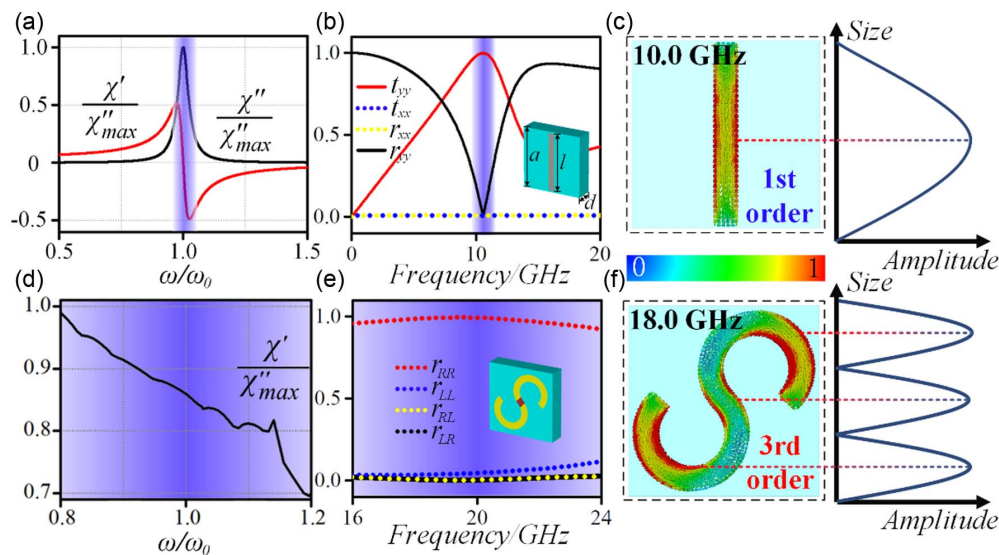 (a)
1.0
0.5
0
-0.5
χ′
χ″max
χ″
χ″max
0.5 1.0 1.5
ω/ω0
(b)
1.0
0.5
0.0
tyy
txx
rxx
ryy
a
l
d
0 10 20
Frequency/GHz
(c)
10.0 GHz
1st
order
Size
Amplitude
0 1
(d)
1.0
0.9
0.8
0.7
χ′
χ″max
0.8 1.0 1.2
ω/ω0
(e)
1.0
0.5
0.0
rRR
rLL
rRL
rLR
16 20 24
Frequency/GHz
(f)
18.0 GHz
3rd
order
Size
Amplitude